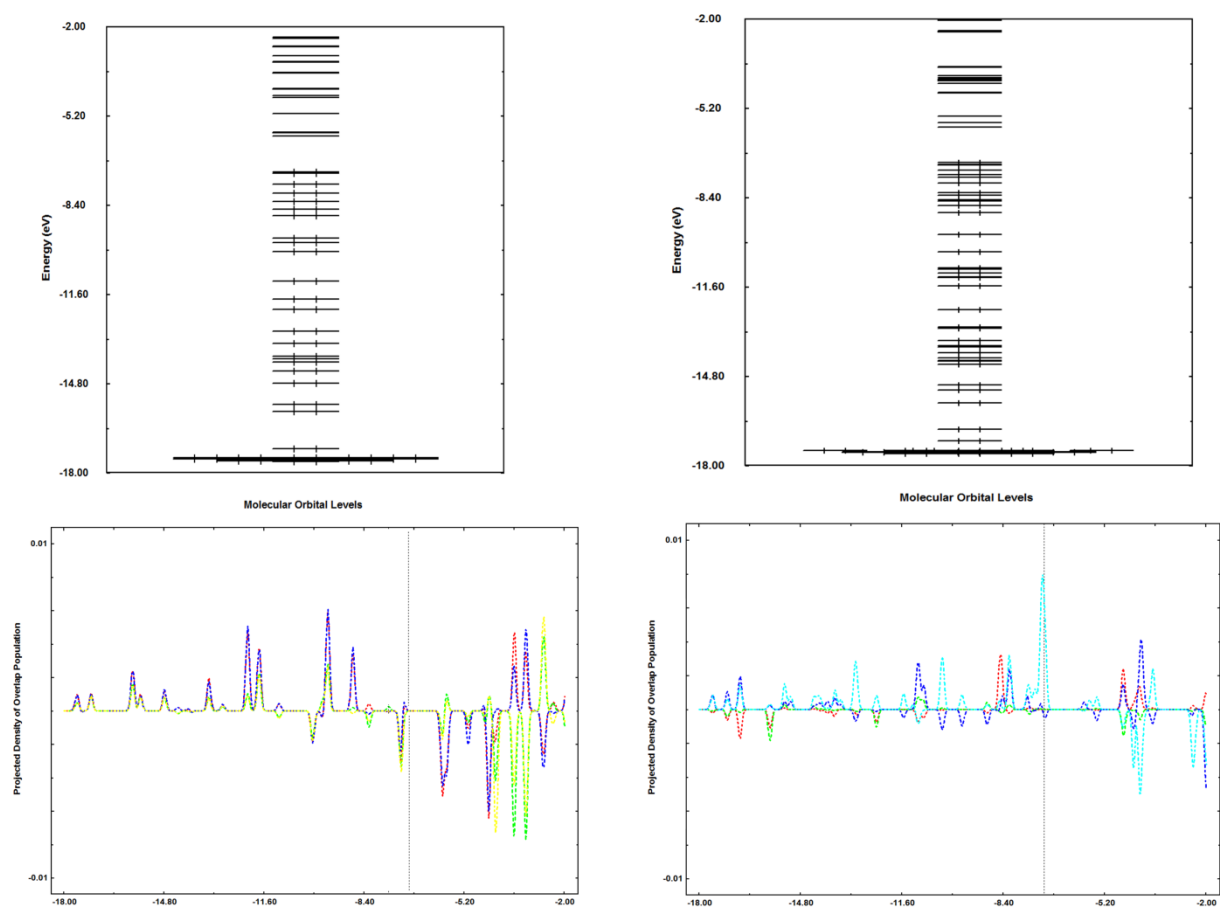 -2.00
-5.20
-8.40
-11.60
-14.80
-18.00
Energy (eV)
Molecular Orbital Levels
-2.00
-5.20
-8.40
-11.60
-14.80
-18.00
Energy (eV)
Molecular Orbital Levels
0.01
-0.01
Projected Density of Overlap Population
-18.00 -14.80 -11.60 -8.40 -5.20 -2.00
0.01
-0.01
Projected Density of Overlap Population
-18.00 -14.80 -11.60 -8.40 -5.20 -2.00